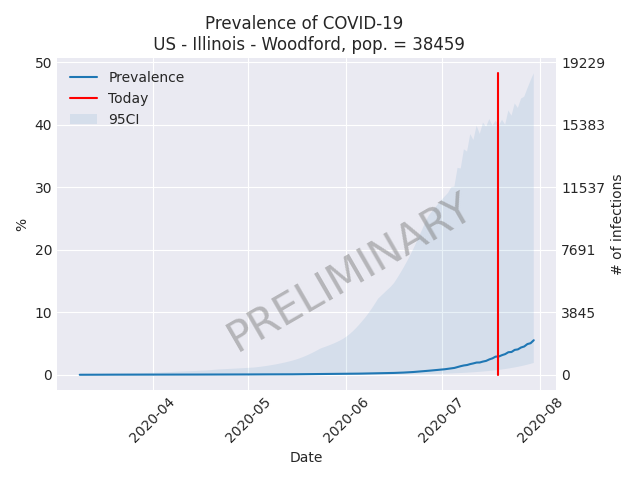 Prevalence of COVID-19
US - Illinois - Woodford, pop. = 38459
Prevalence
Today
95CI
PRELIMINARY
%
50
40
30
20
10
0
19229
15383
11537
7691
3845
0
# of infections
2020-04
2020-05
2020-06
2020-07
2020-08
Date